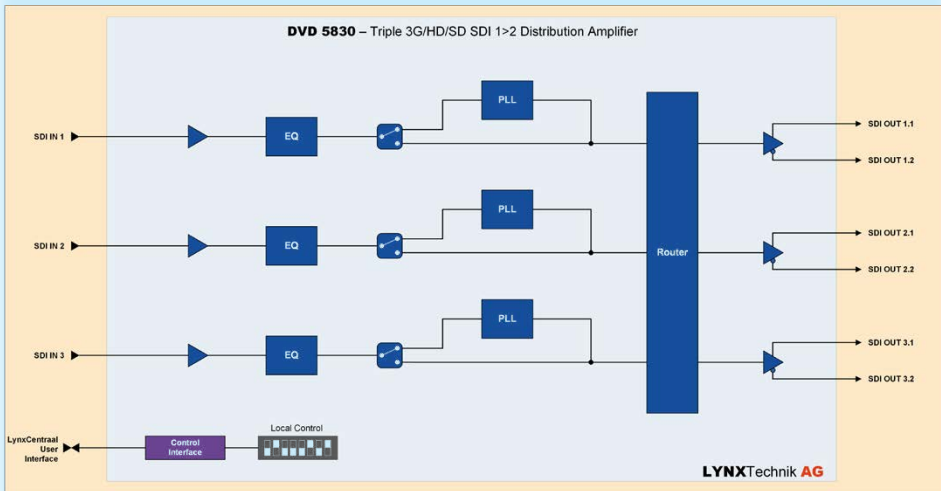 DVD 5830 – Triple 3G/HD/SD SDI 1>2 Distribution Amplifier
PLL
SDI IN 1
EQ
SDI OUT 1.1
SDI OUT 1.2
PLL
SDI IN 2
EQ
Router
SDI OUT 2.1
SDI OUT 2.2
PLL
SDI IN 3
EQ
SDI OUT 3.1
SDI OUT 3.2
LynxCentraal
User
Interface
Control
Interface
Local Control
LYNXTechnik AG